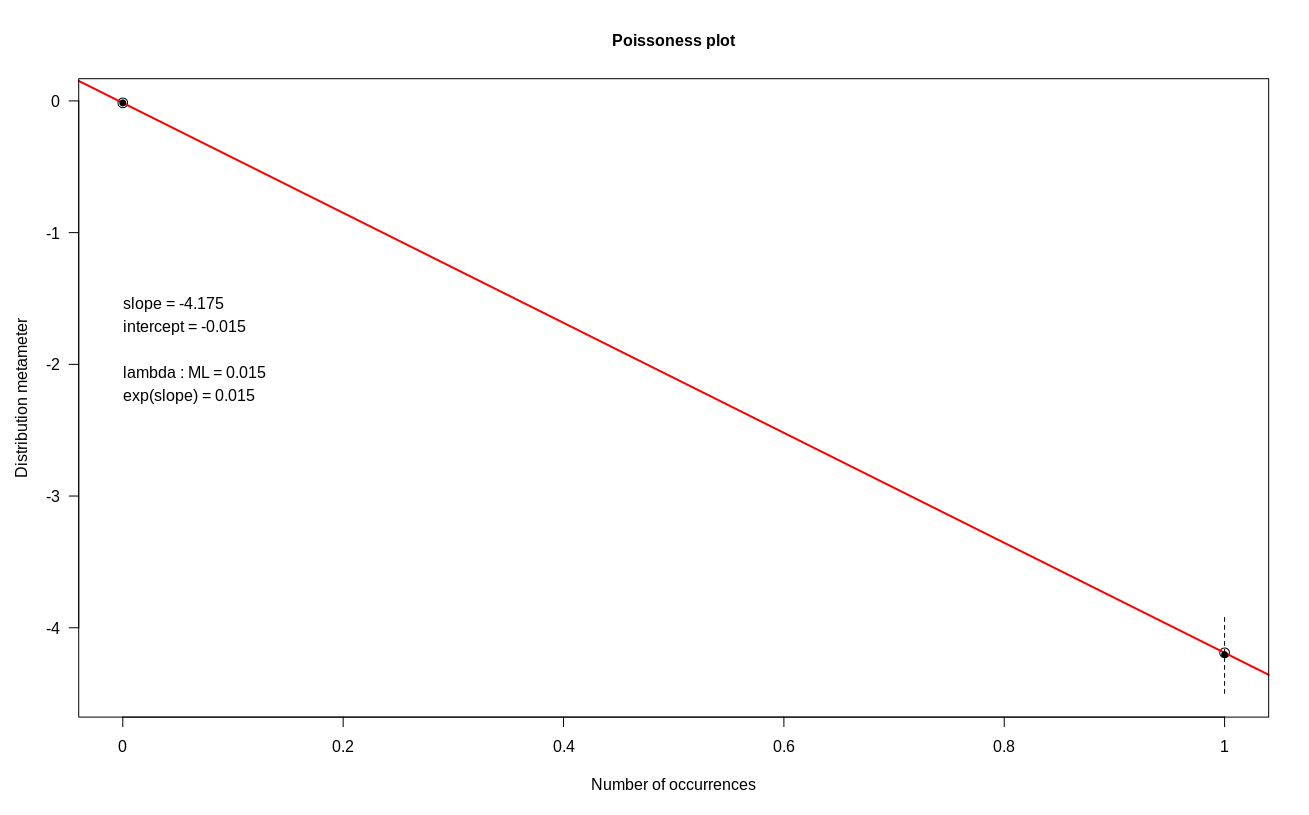 Poissoness plot
0
-1
-2
-3
-4
Distribution metameter
slope = -4.175
intercept = -0.015
lambda : ML = 0.015
exp(slope) = 0.015
0 0.2 0.4 0.6 0.8 1
Number of occurrences